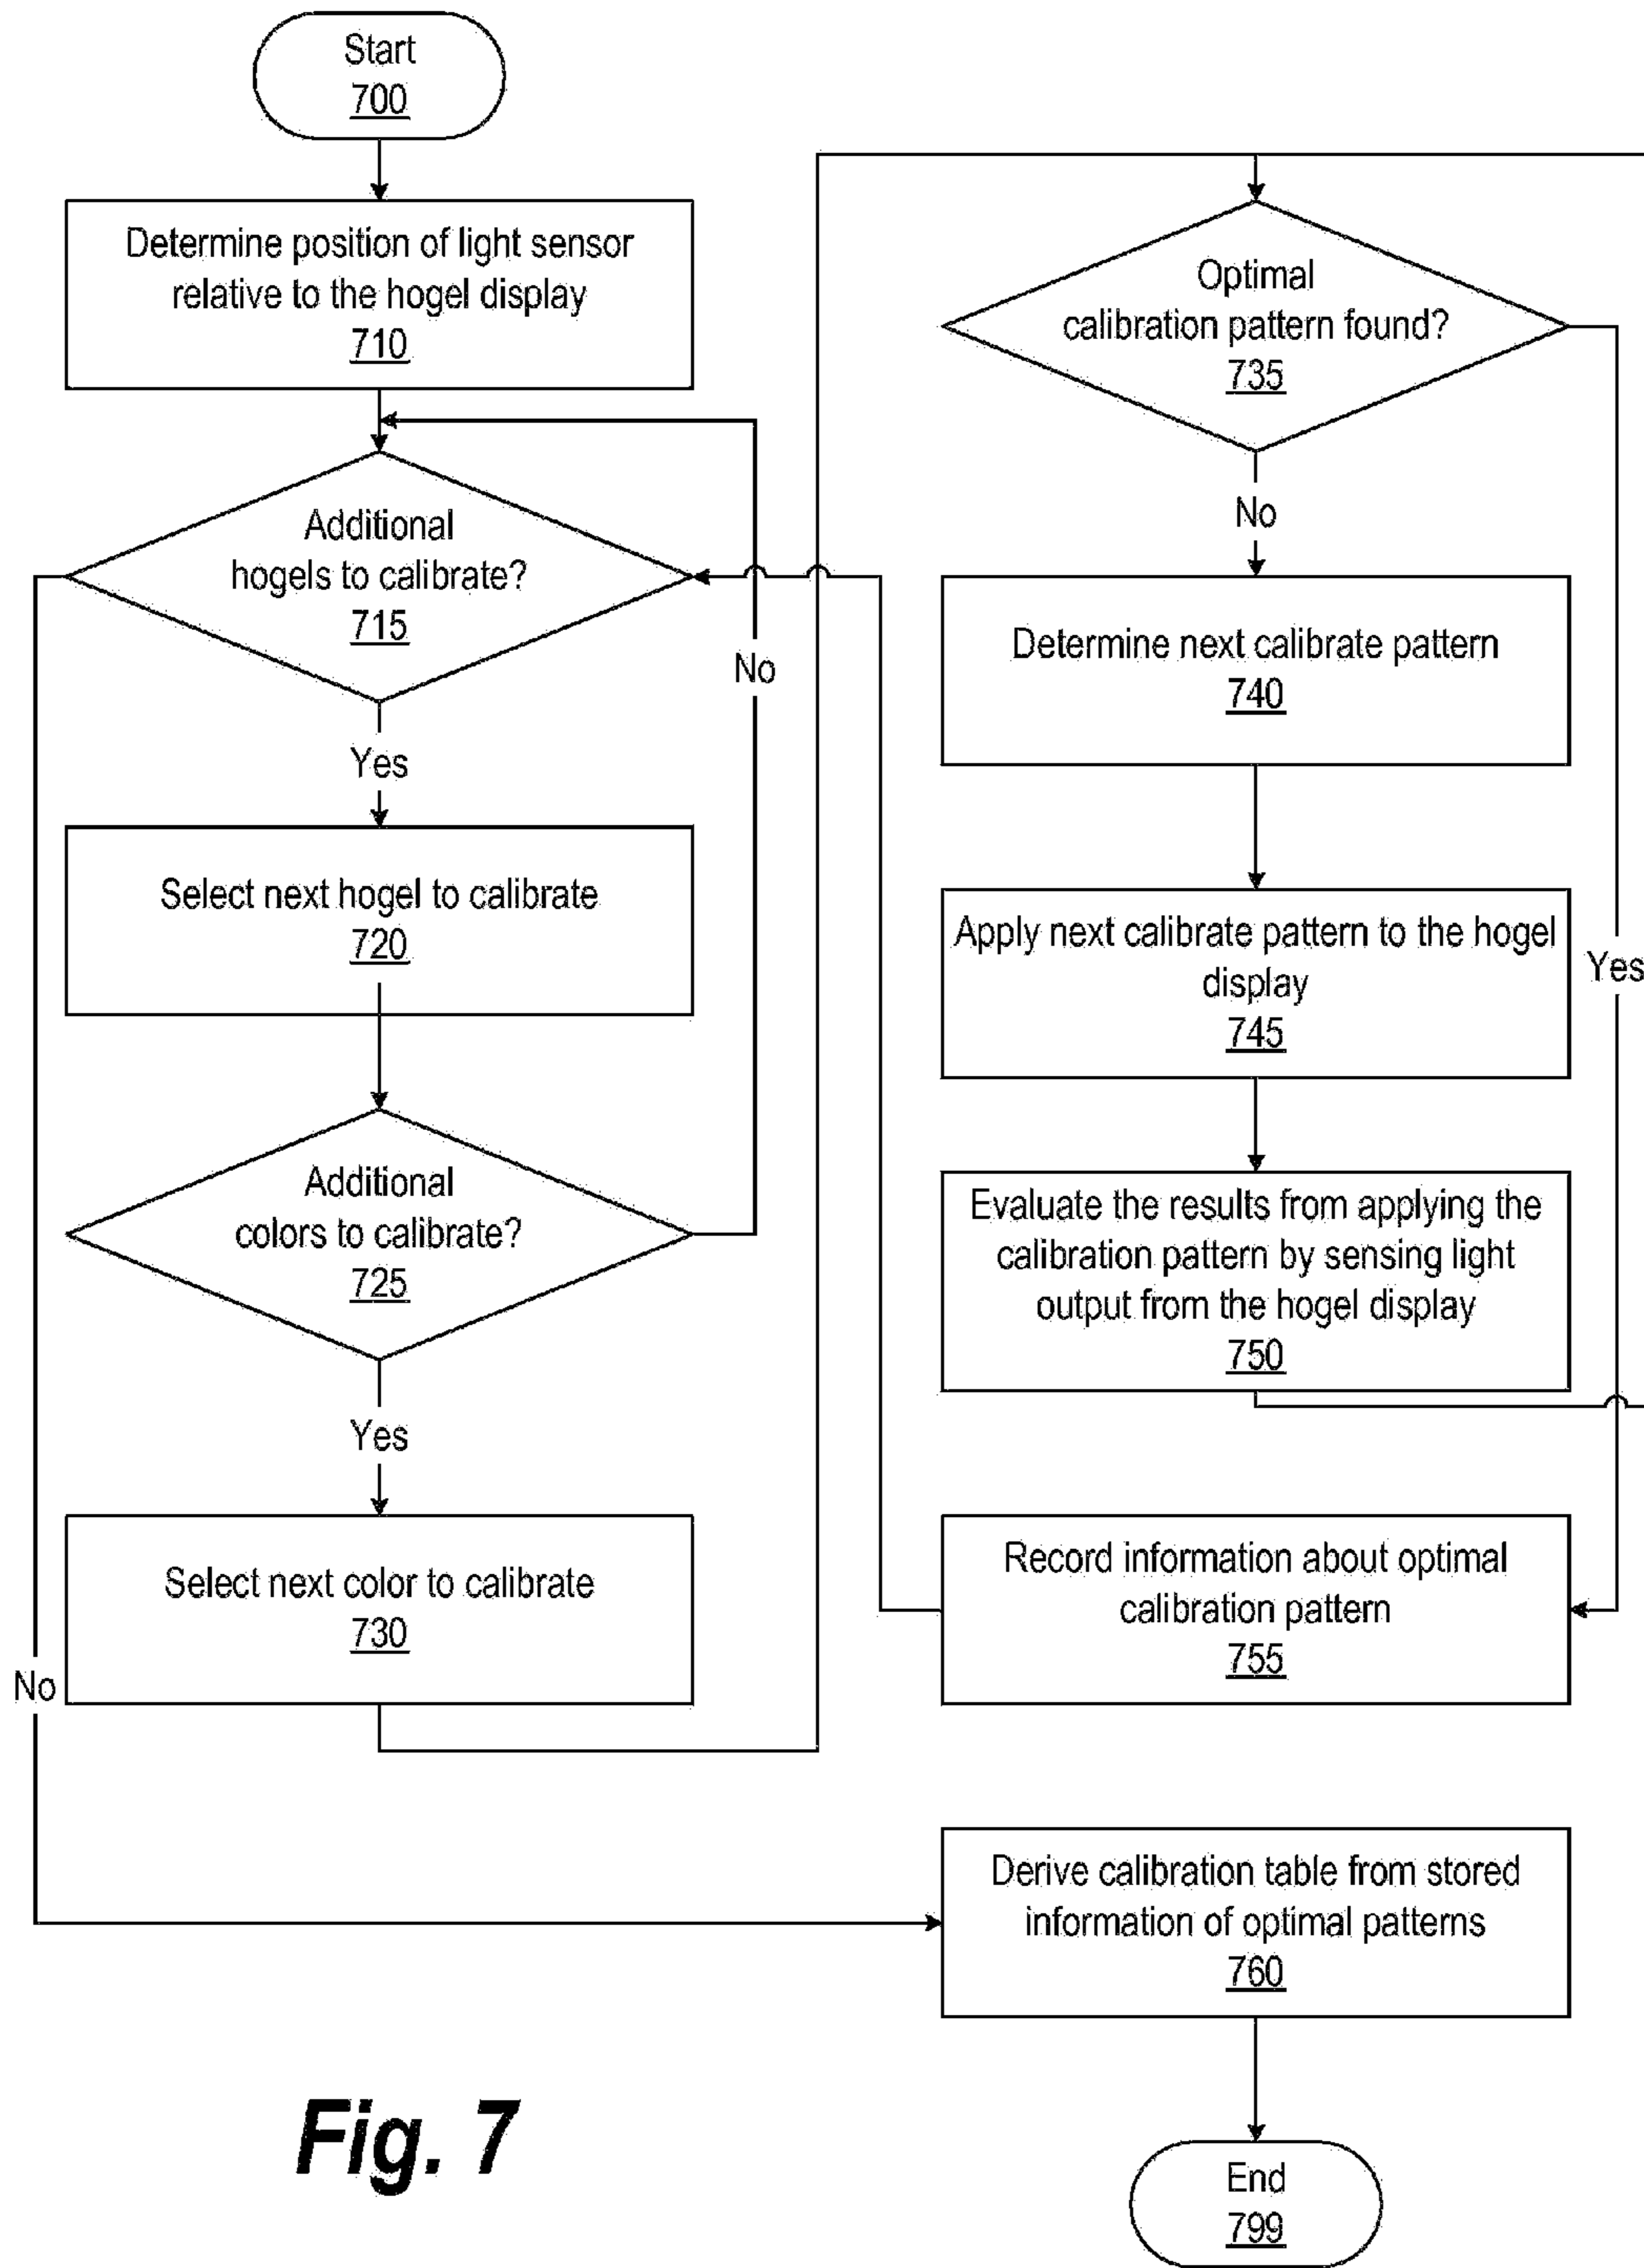 Start
700
Determine position of light sensor
relative to the hogel display
710
Additional
hogels to calibrate?
715
No
Yes
Select next hogel to calibrate
720
Additional
colors to calibrate?
725
Yes
Select next color to calibrate
730
No
Optimal
calibration pattern found?
735
No
Determine next calibrate pattern
740
Apply next calibrate pattern to the hogel
display
745
Yes
Evaluate the results from applying the
calibration pattern by sensing light
output from the hogel display
750
Record information about optimal
calibration pattern
755
Derive calibration table from stored
information of optimal patterns
760
End
799
Fig. 7